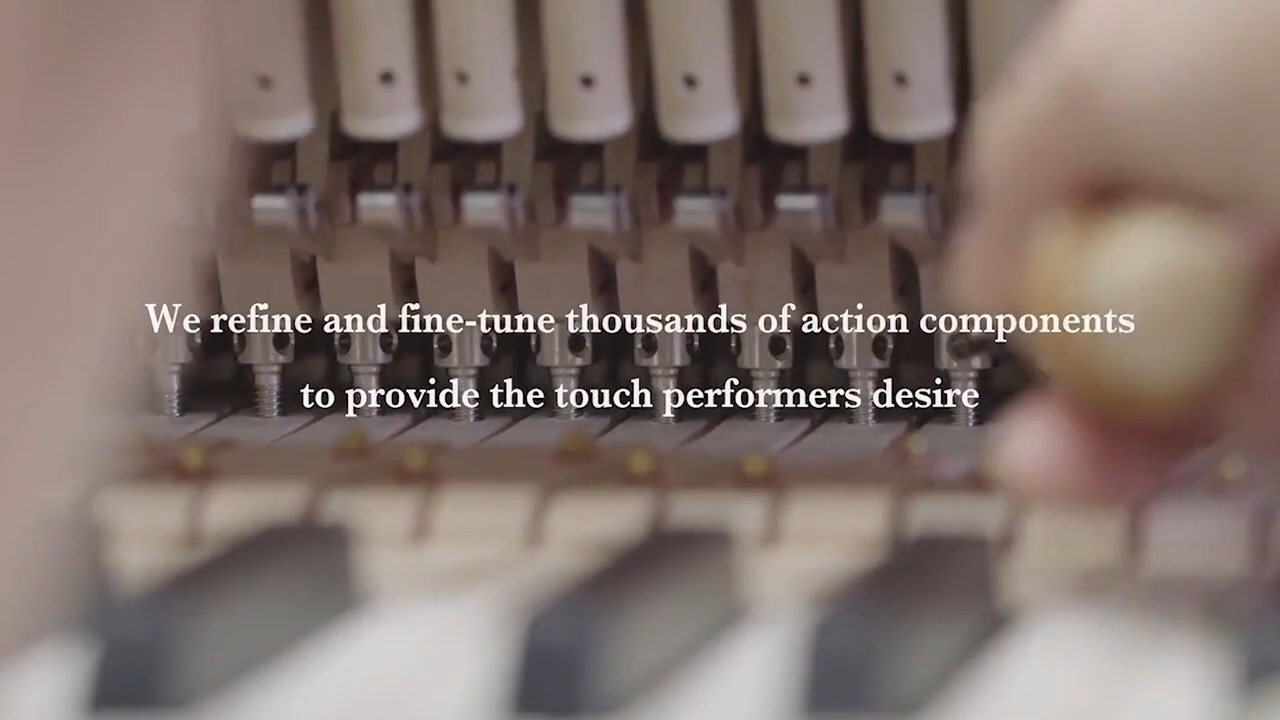 We refine and fine-tune thousands of action components
to provide the touch performers desire